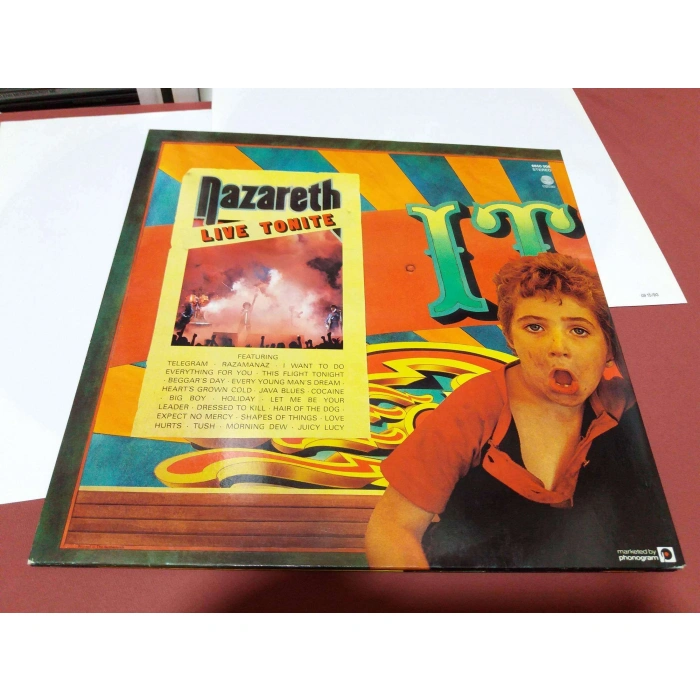 STEREO
Nazareth
LIVE TONITE
IT
FEATURING
TELEGRAM · RAZAMANAZ · I WANT TO DO
EVERYTHING FOR YOU · THIS FLIGHT TONIGHT
· BEGGAR'S DAY · EVERY YOUNG MAN'S DREAM ·
HEART'S GROWN COLD · JAVA BLUES · COCAINE
BIG BOY · HOLIDAY · LET ME BE YOUR
LEADER · DRESSED TO KILL · HAIR OF THE DOG ·
EXPECT NO MERCY · SHAPES OF THINGS · LOVE
HURTS · TUSH · MORNING DEW · JUICY LUCY
marketed by
phonogram